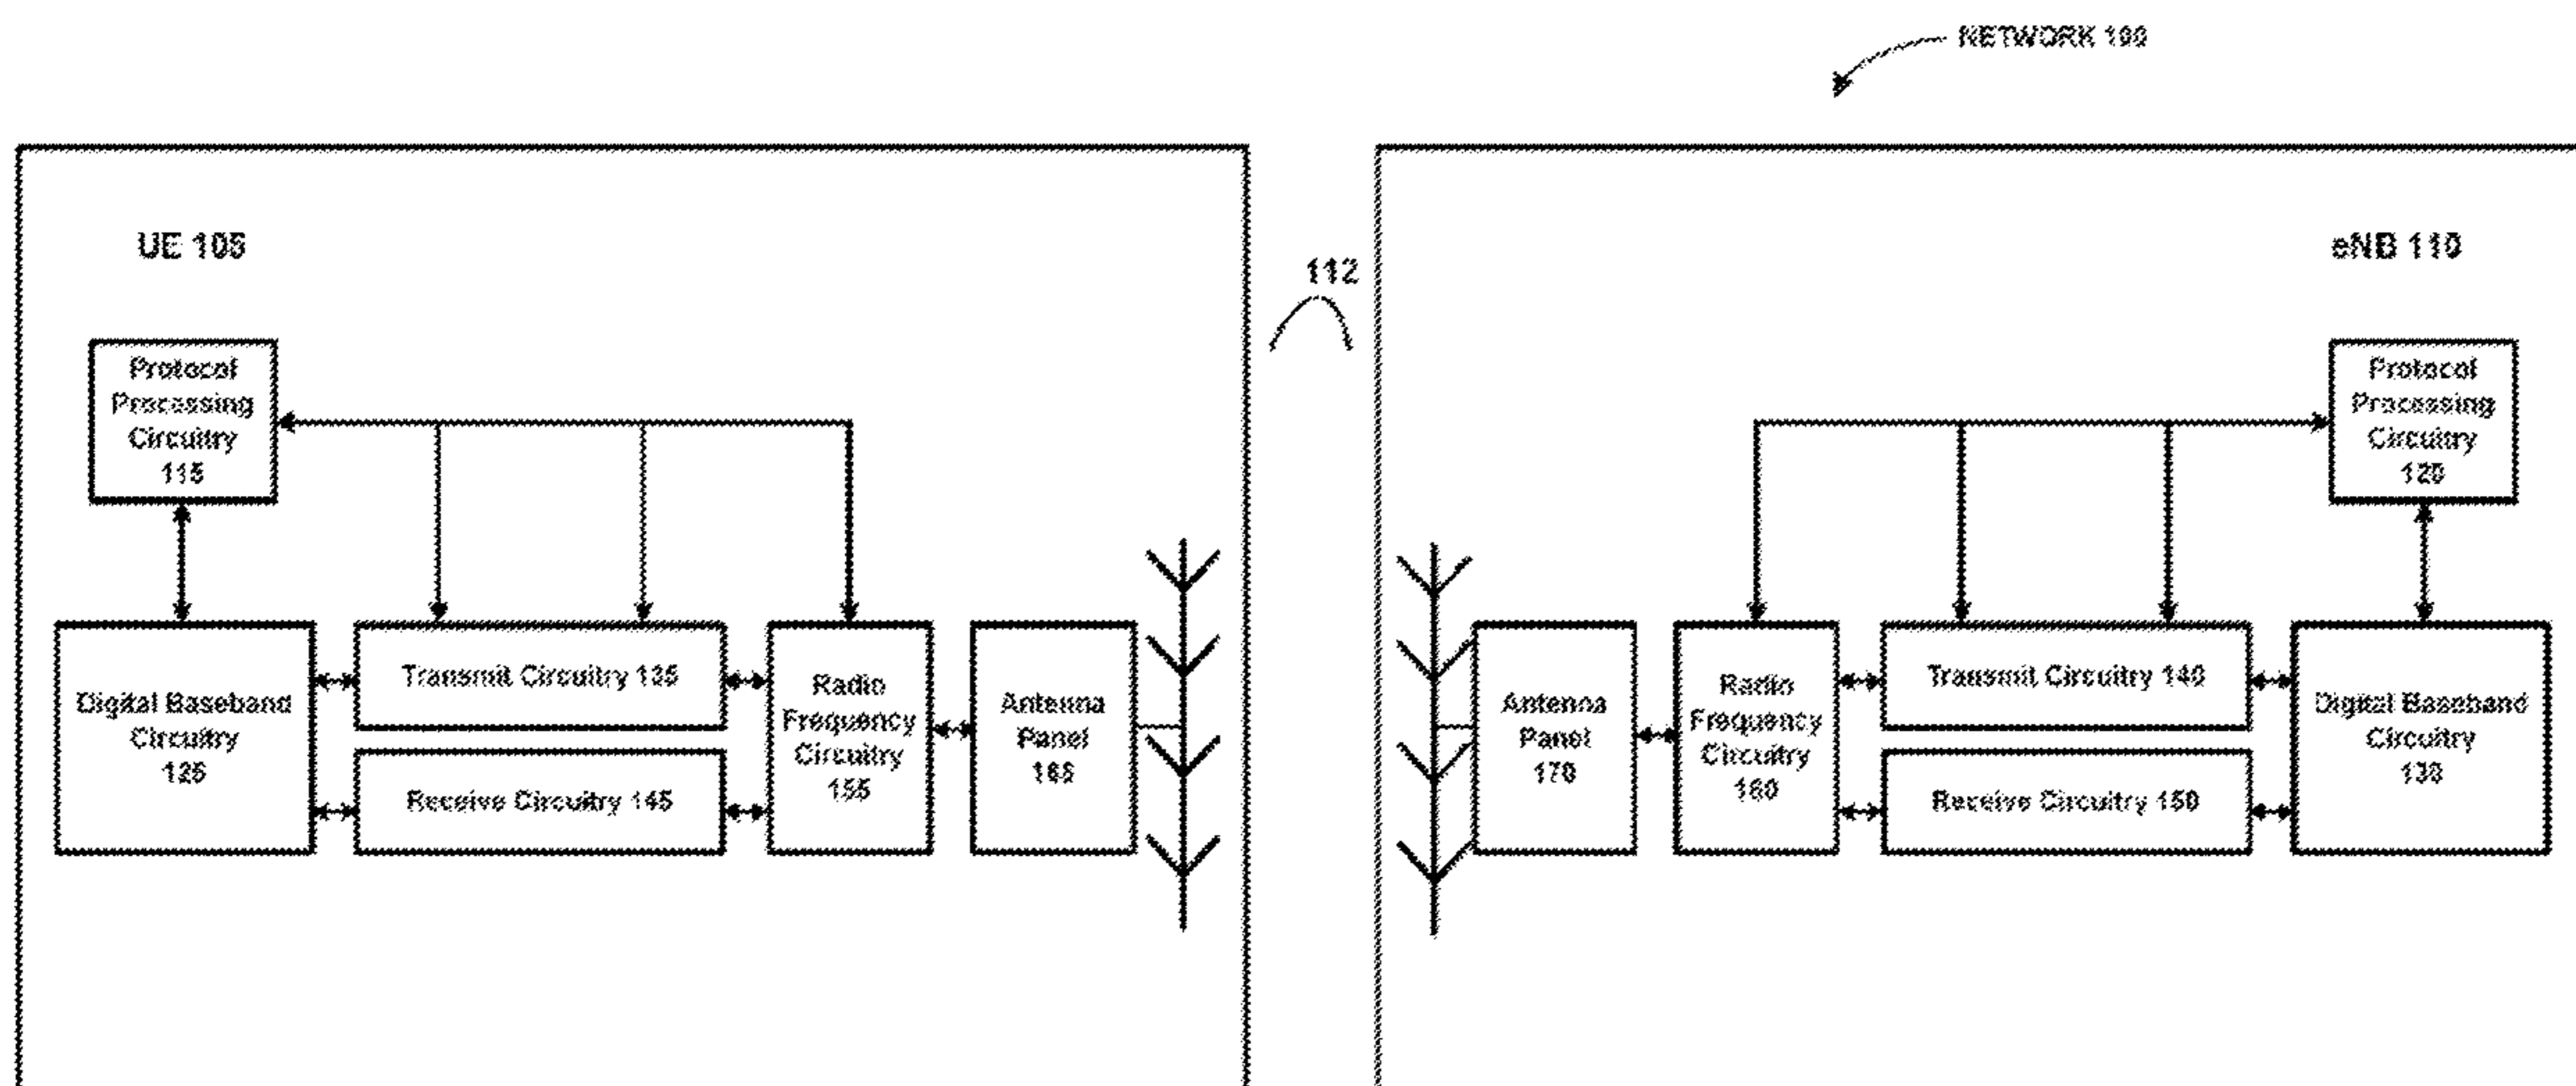 NETWORK 100
UE 105
eNB 110
112
Protocol
Processing
Circuitry
115
Protocol
Processing
Circuitry
120
Digital Baseband
Circuitry
125
Transmit Circuitry 135
Receive Circuitry 145
Radio
Frequency
Circuitry
155
Antenna
Panel
165
Antenna
Panel
170
Radio
Frequency
Circuitry
160
Transmit Circuitry 140
Receive Circuitry 150
Digital Baseband
Circuitry
130